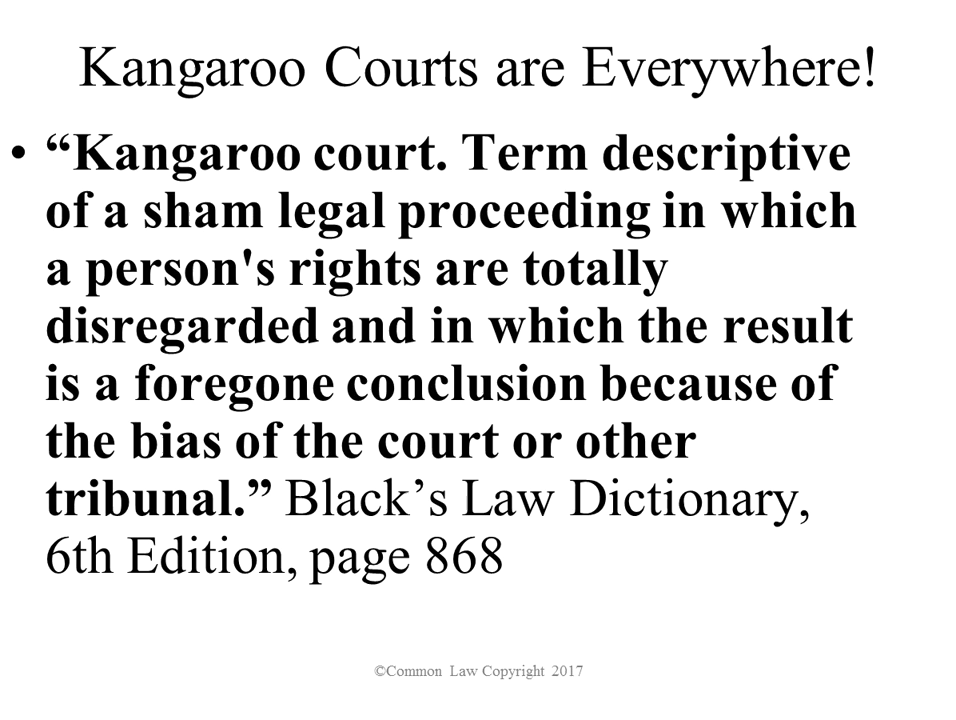 Kangaroo Courts are Everywhere!
• “Kangaroo court. Term descriptive
of a sham legal proceeding in which
a person's rights are totally
disregarded and in which the result
is a foregone conclusion because of
the bias of the court or other
tribunal.” Black’s Law Dictionary,
6th Edition, page 868
©Common Law Copyright 2017